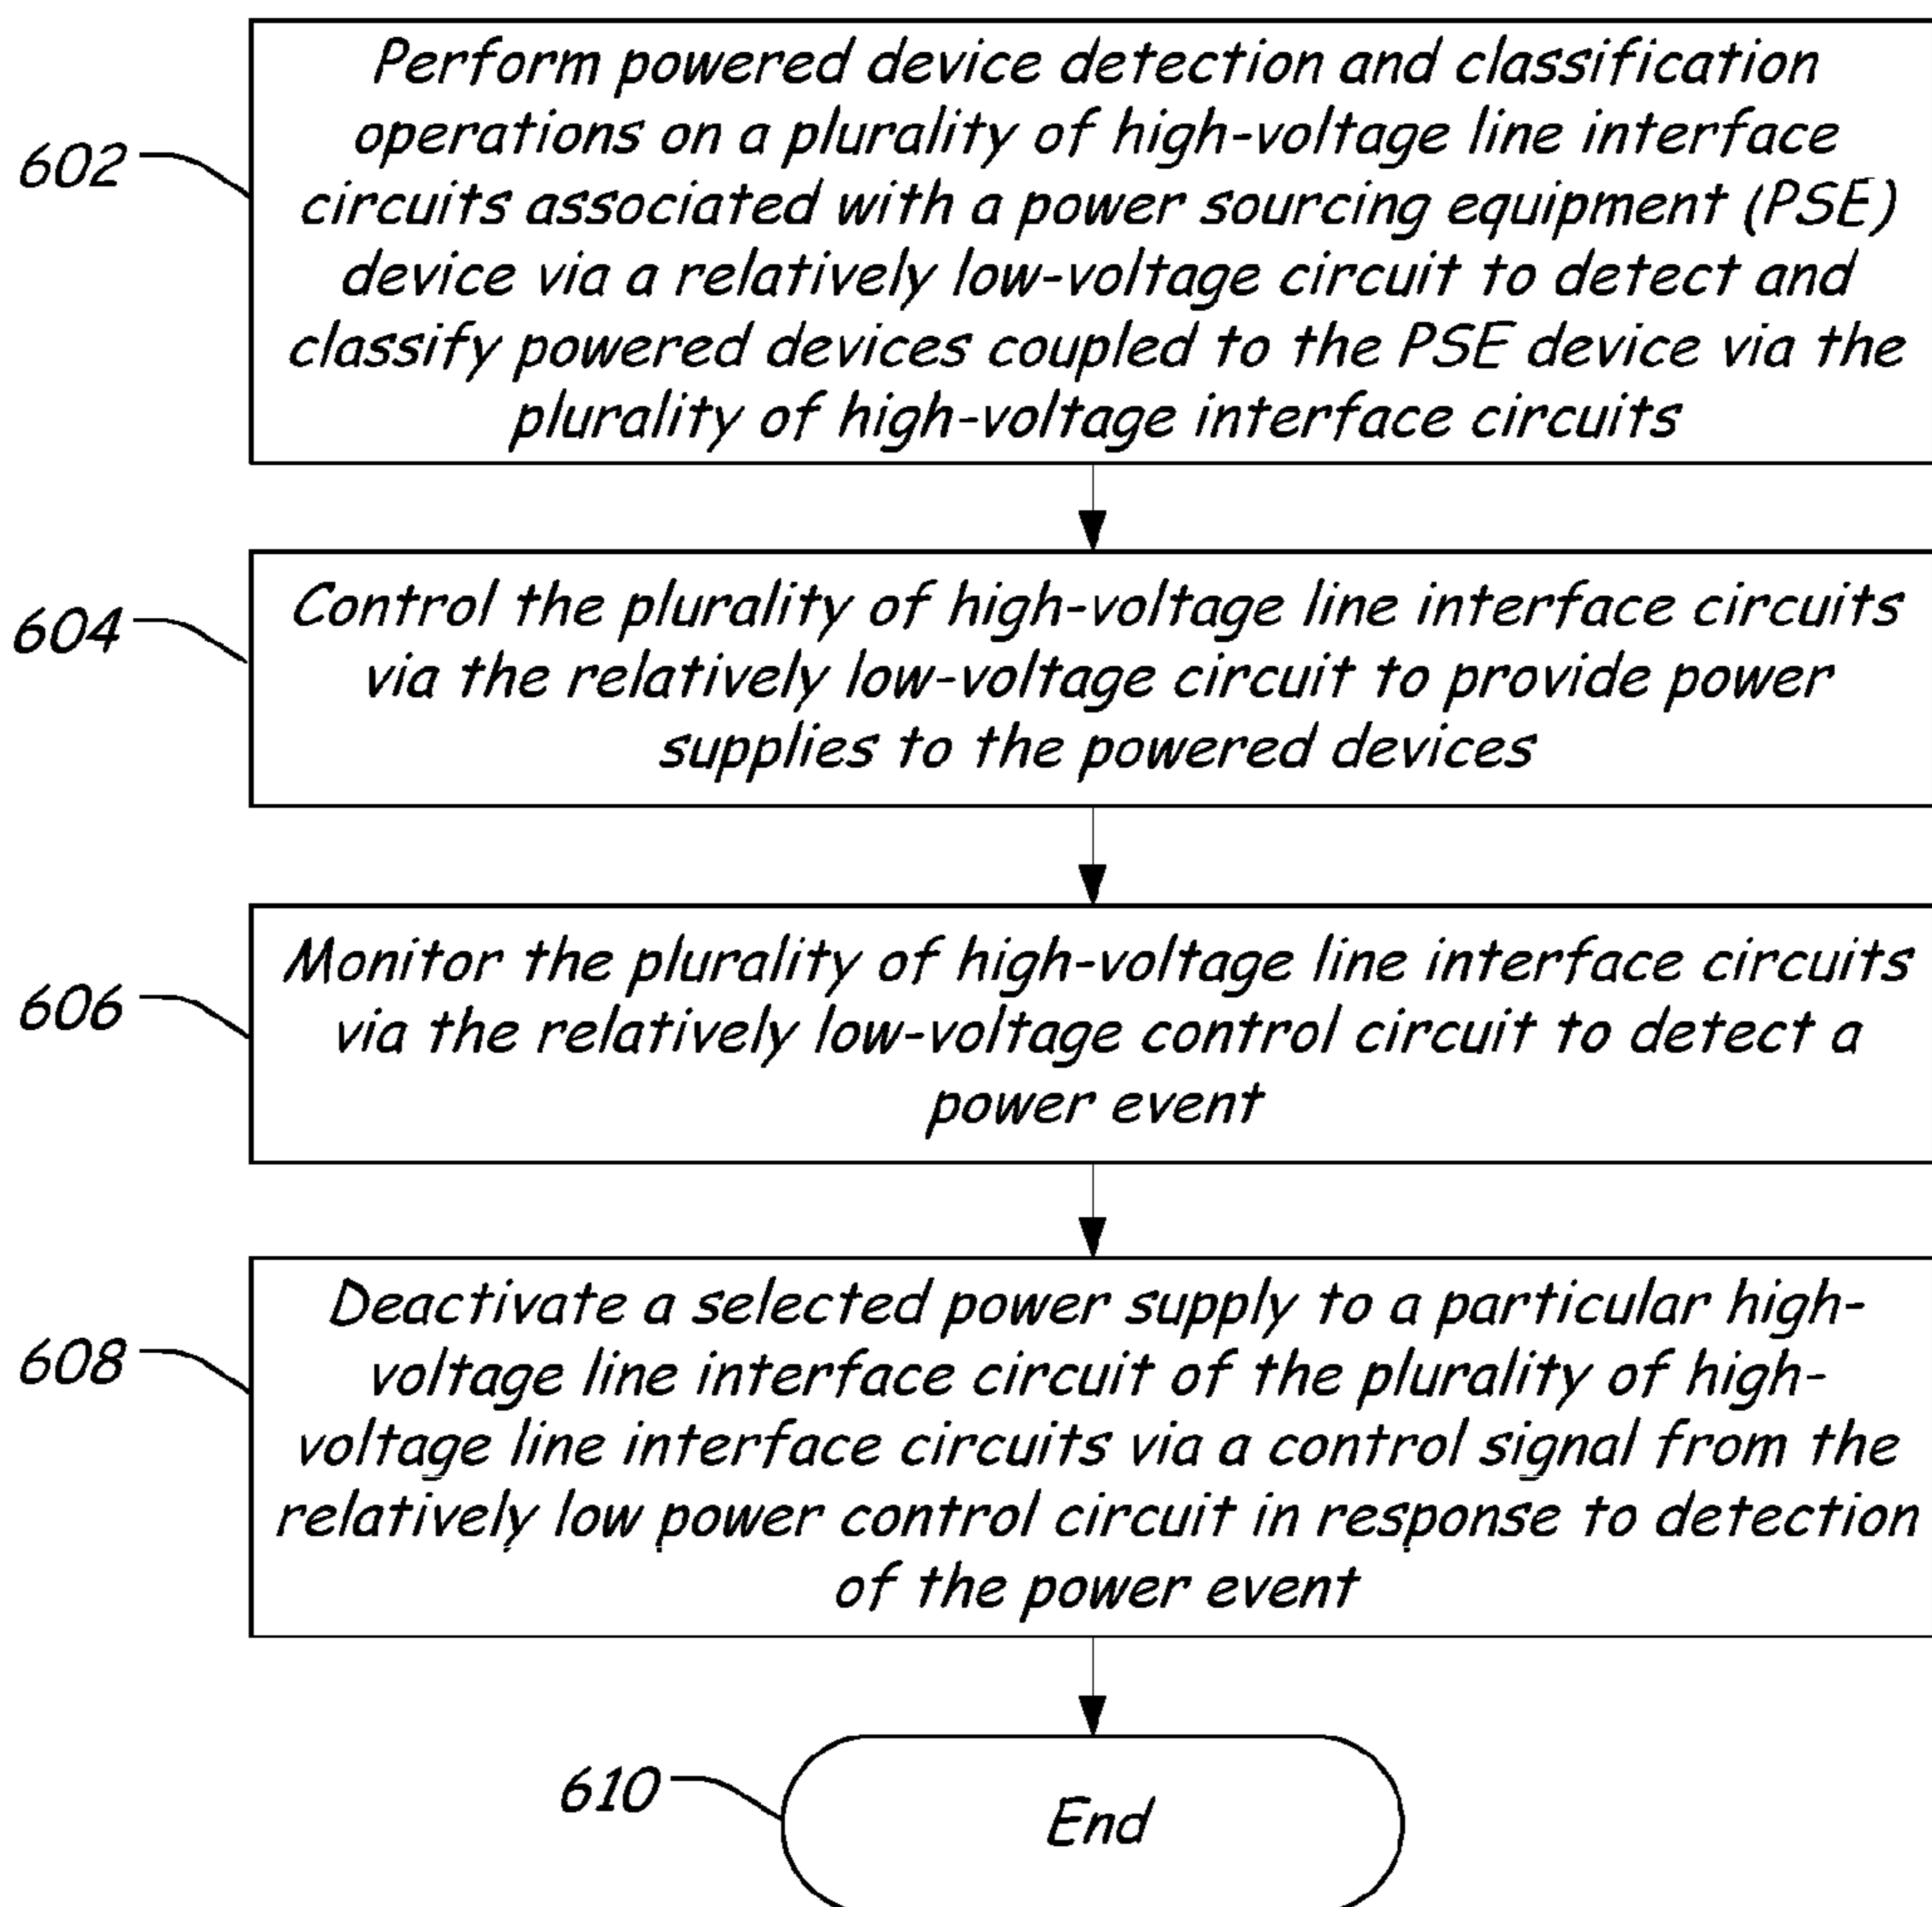 Perform powered device detection and classification
operations on a plurality of high-voltage line interface
602
circuits associated with a power sourcing equipment (PSE)
device via a relatively low-voltage circuit to detect and
classify powered devices coupled to the PSE device via the
plurality of high-voltage interface circuits
604
Control the plurality of high-voltage line interface circuits
via the relatively low-voltage circuit to provide power
supplies to the powered devices
606
Monitor the plurality of high-voltage line interface circuits
via the relatively low-voltage control circuit to detect a
power event
608
Deactivate a selected power supply to a particular high-
voltage line interface circuit of the plurality of high-
voltage line interface circuits via a control signal from the
relatively low power control circuit in response to detection
of the power event
610
End